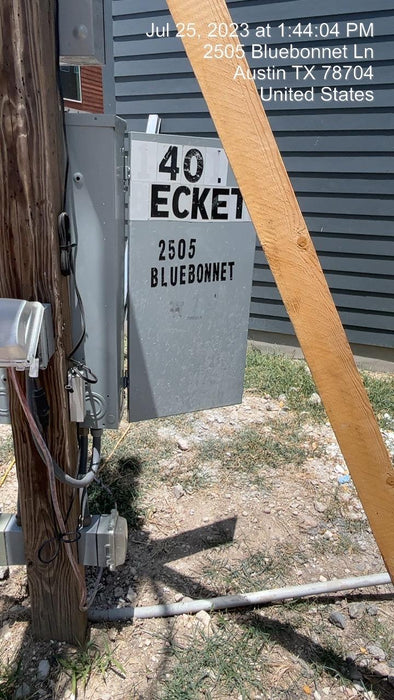 Jul 25, 2023 at 1:44:04 PM
2505 Bluebonnet Ln
Austin TX 78704
United States
40
ECKET
2505
BLUEBONNET